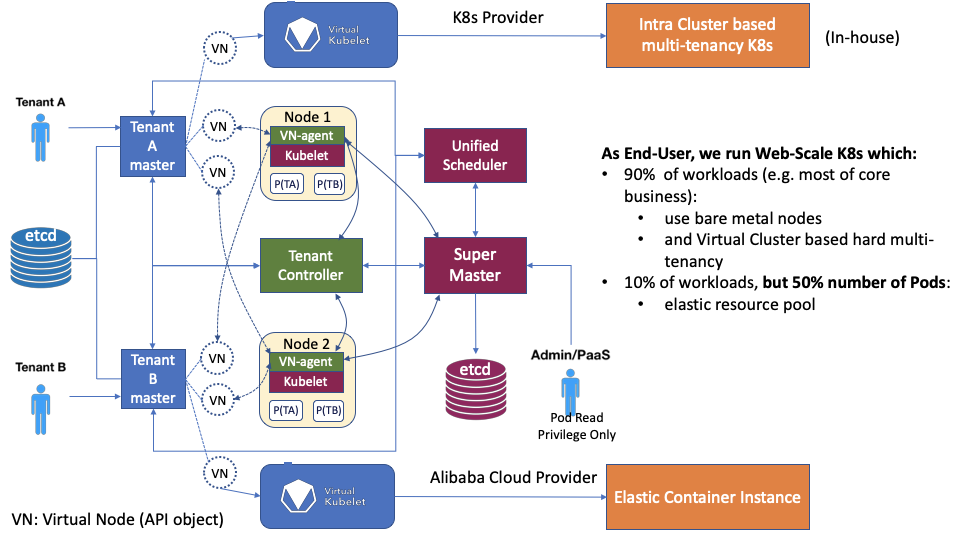 K8s Provider
VN
Virtual
Kubelet
Intra Cluster based
multi-tenancy K8s
(In-house)
Tenant A
Tenant
A
master
VN
VN
Node 1
VN-agent
Kubelet
P(TA)
P(TB)
Unified
Scheduler
As End-User, we run Web-Scale K8s which:
• 90% of workloads (e.g. most of core
business):
• use bare metal nodes
• and Virtual Cluster based hard multi-
tenancy
• 10% of workloads, but 50% number of Pods:
• elastic resource pool
etcd
Tenant
Controller
Super
Master
Tenant B
Tenant
B
master
VN
VN
Node 2
VN-agent
Kubelet
P(TA)
P(TB)
etcd
Admin/PaaS
Pod Read
Privilege Only
VN
Virtual
Kubelet
Alibaba Cloud Provider
Elastic Container Instance
VN: Virtual Node (API object)